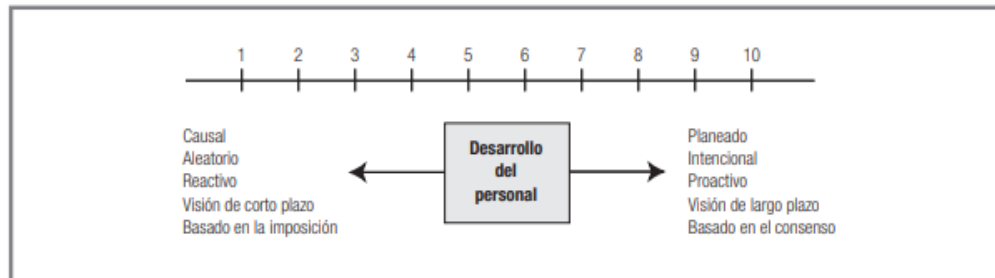 1 2 3 4 5 6 7 8 9 10
Causal
Aleatorio
Reactivo
Visión de corto plazo
Basado en la imposición
Desarrollo
del
personal
Planeado
Intencional
Proactivo
Visión de largo plazo
Basado en el consenso